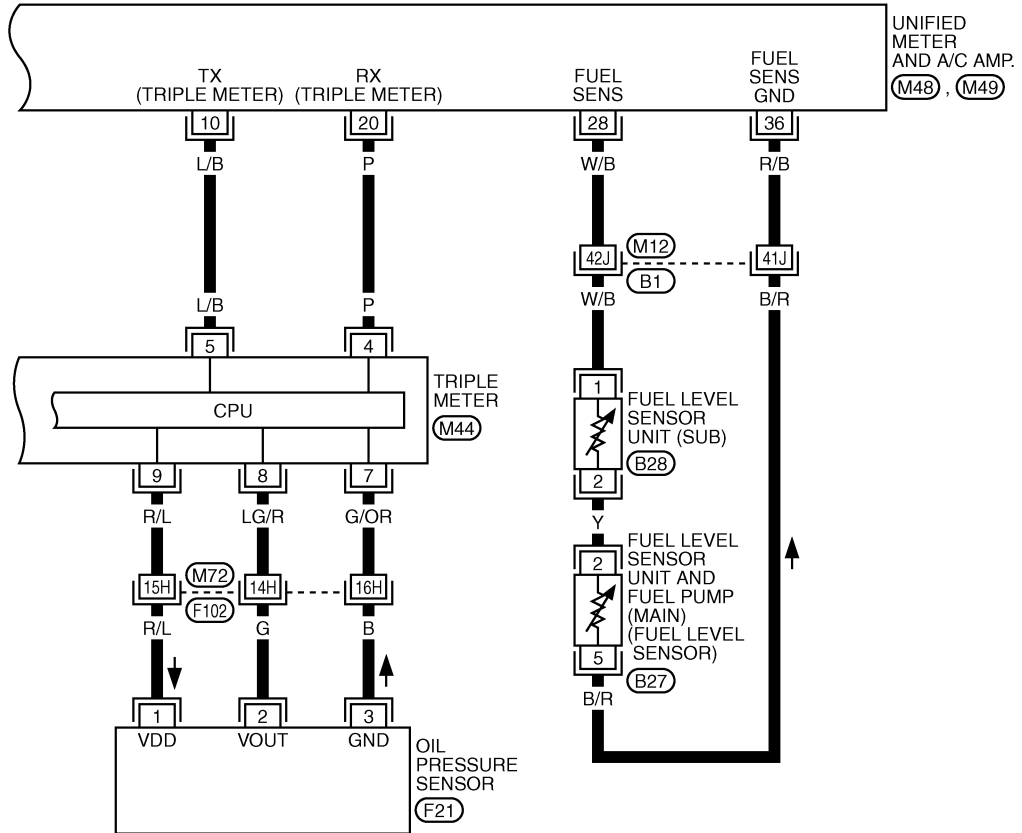 UNIFIED
METER
AND A/C AMP.
M48 , M49
TX
(TRIPLE METER)
RX
(TRIPLE METER)
FUEL
SENS
FUEL
SENS
GND
10
20
28
36
L/B
P
W/B
R/B
42J
M12
B1
41J
L/B
P
W/B
B/R
5
4
CPU
TRIPLE
METER
M44
1
FUEL LEVEL
SENSOR
UNIT (SUB)
B28
2
9
8
7
R/L
LG/R
G/OR
Y
15H
M72
F102
14H
16H
2
FUEL LEVEL
SENSOR
UNIT AND
FUEL PUMP
(MAIN)
(FUEL LEVEL
SENSOR)
5
B27
R/L
G
B
B/R
1
2
3
VDD
VOUT
GND
OIL
PRESSURE
SENSOR
F21